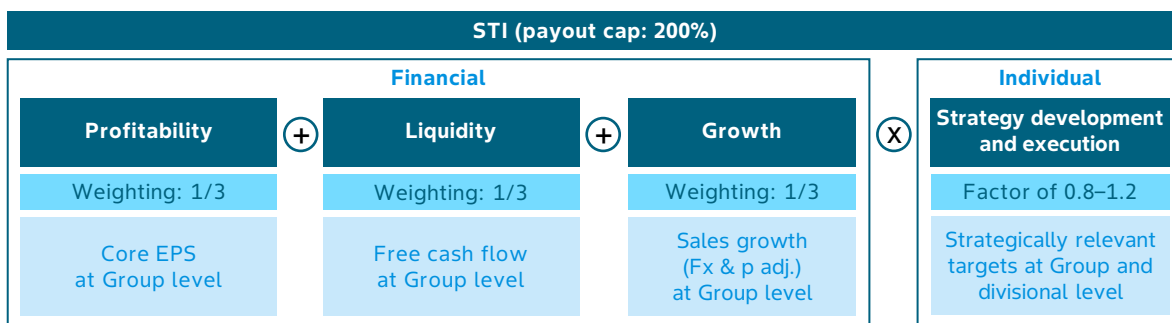 STI (payout cap: 200%)
Financial
Individual
Profitability
+
Liquidity
+
Growth
X
Strategy development
and execution
Weighting: 1/3
Weighting: 1/3
Weighting: 1/3
Factor of 0.8–1.2
Core EPS
at Group level
Free cash flow
at Group level
Sales growth
(Fx & p adj.)
at Group level
Strategically relevant
targets at Group and
divisional level